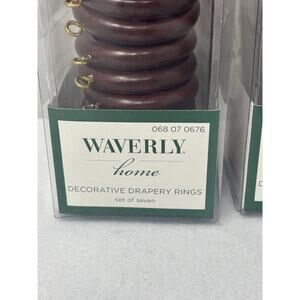 068 07 0676
WAVERLY®
home
DECORATIVE DRAPERY RINGS
set of seven
D